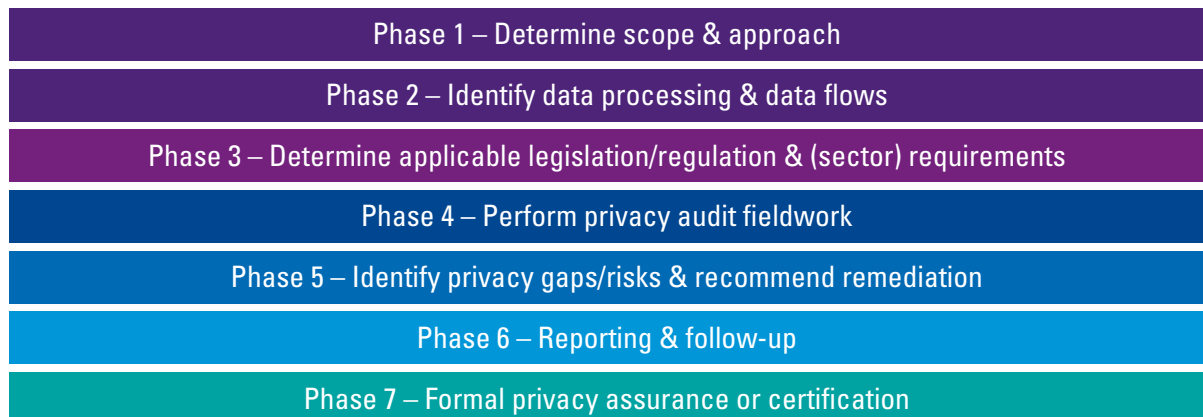 Phase 1 – Determine scope & approach
Phase 2 – Identify data processing & data flows
Phase 3 – Determine applicable legislation/regulation & (sector) requirements
Phase 4 – Perform privacy audit fieldwork
Phase 5 – Identify privacy gaps/risks & recommend remediation
Phase 6 – Reporting & follow-up
Phase 7 – Formal privacy assurance or certification